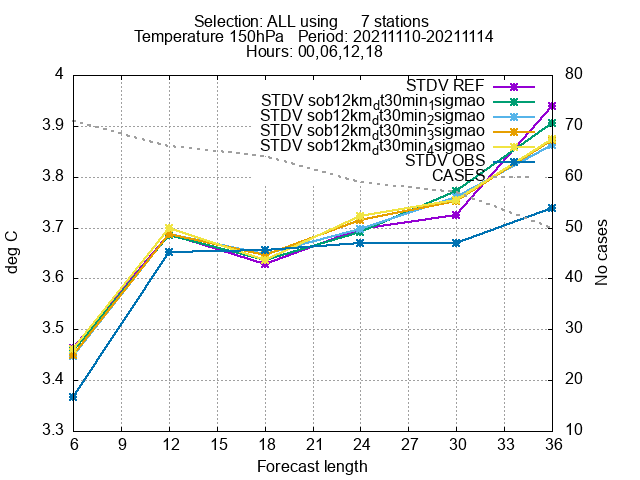 Selection: ALL using 7 stations
Temperature 150hPa Period: 20211110-20211114
Hours: 00,06,12,18
4 80
STDV REF
STDV sob12km_dt30min_1sigmao
STDV sob12km_dt30min_2sigmao
STDV sob12km_dt30min_3sigmao
STDV sob12km_dt30min_4sigmao
STDV OBS
CASES
3.9 70
3.8 60
3.7 50
3.6 40
3.5 30
3.4 20
3.3 10
deg C
No cases
6 9 12 15 18 21 24 27 30 33 36
Forecast length